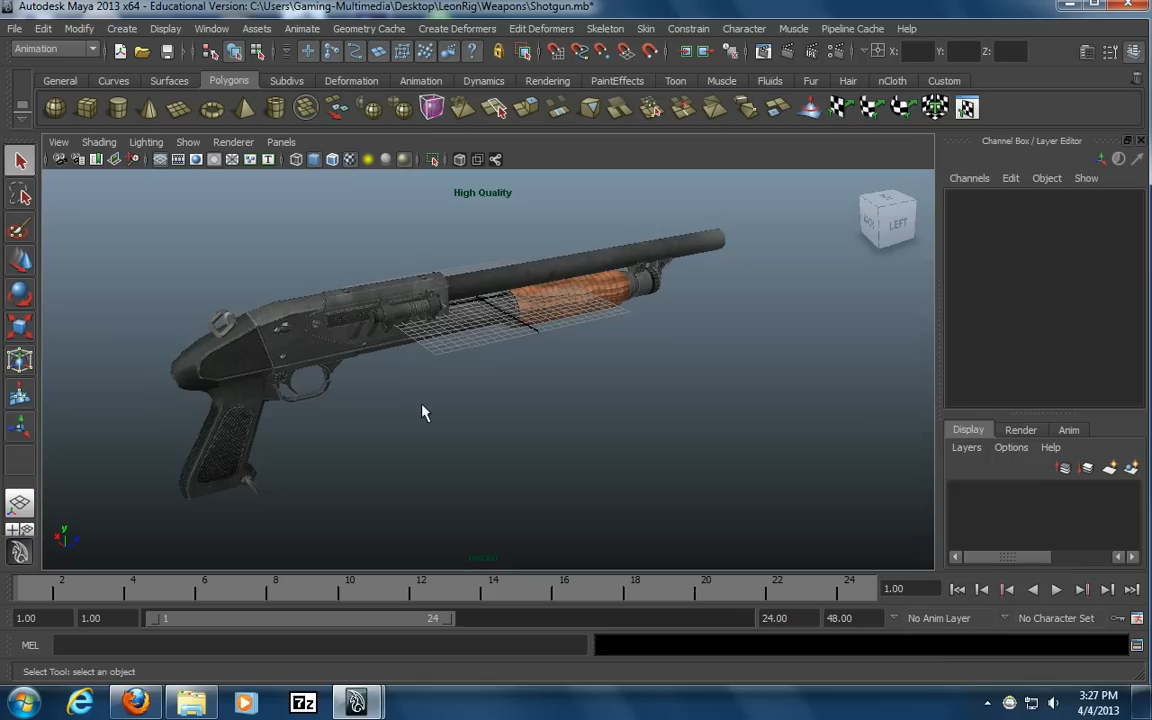 Autodesk Maya 2013 x64 - Educational Version: C:\Users\Gaming-Multimedia\Desktop\LeonRig\Weapons\Shotgun.mb*
File Edit Modify Create Display Window Assets Animate Geometry Cache Create Deformers Edit Deformers Skeleton Skin Constrain Character Muscle Pipeline Cache Help
Animation X: Y: Z:
General Curves Surfaces Polygons Subdivs Deformation Animation Dynamics Rendering PaintEffects Toon Muscle Fluids Fur Hair nCloth Custom
View Shading Lighting Show Renderer Panels
Channel Box / Layer Editor
Channels Edit Object Show
High Quality
LEFT
Display Render Anim
Layers Options Help
y
x
2 4 6 8 10 12 14 16 18 20 22 24
1.00
1.00 1.00 1 24 24.00 48.00 No Anim Layer No Character Set
MEL
Select Tool: select an object
7z
3:27 PM
4/4/2013